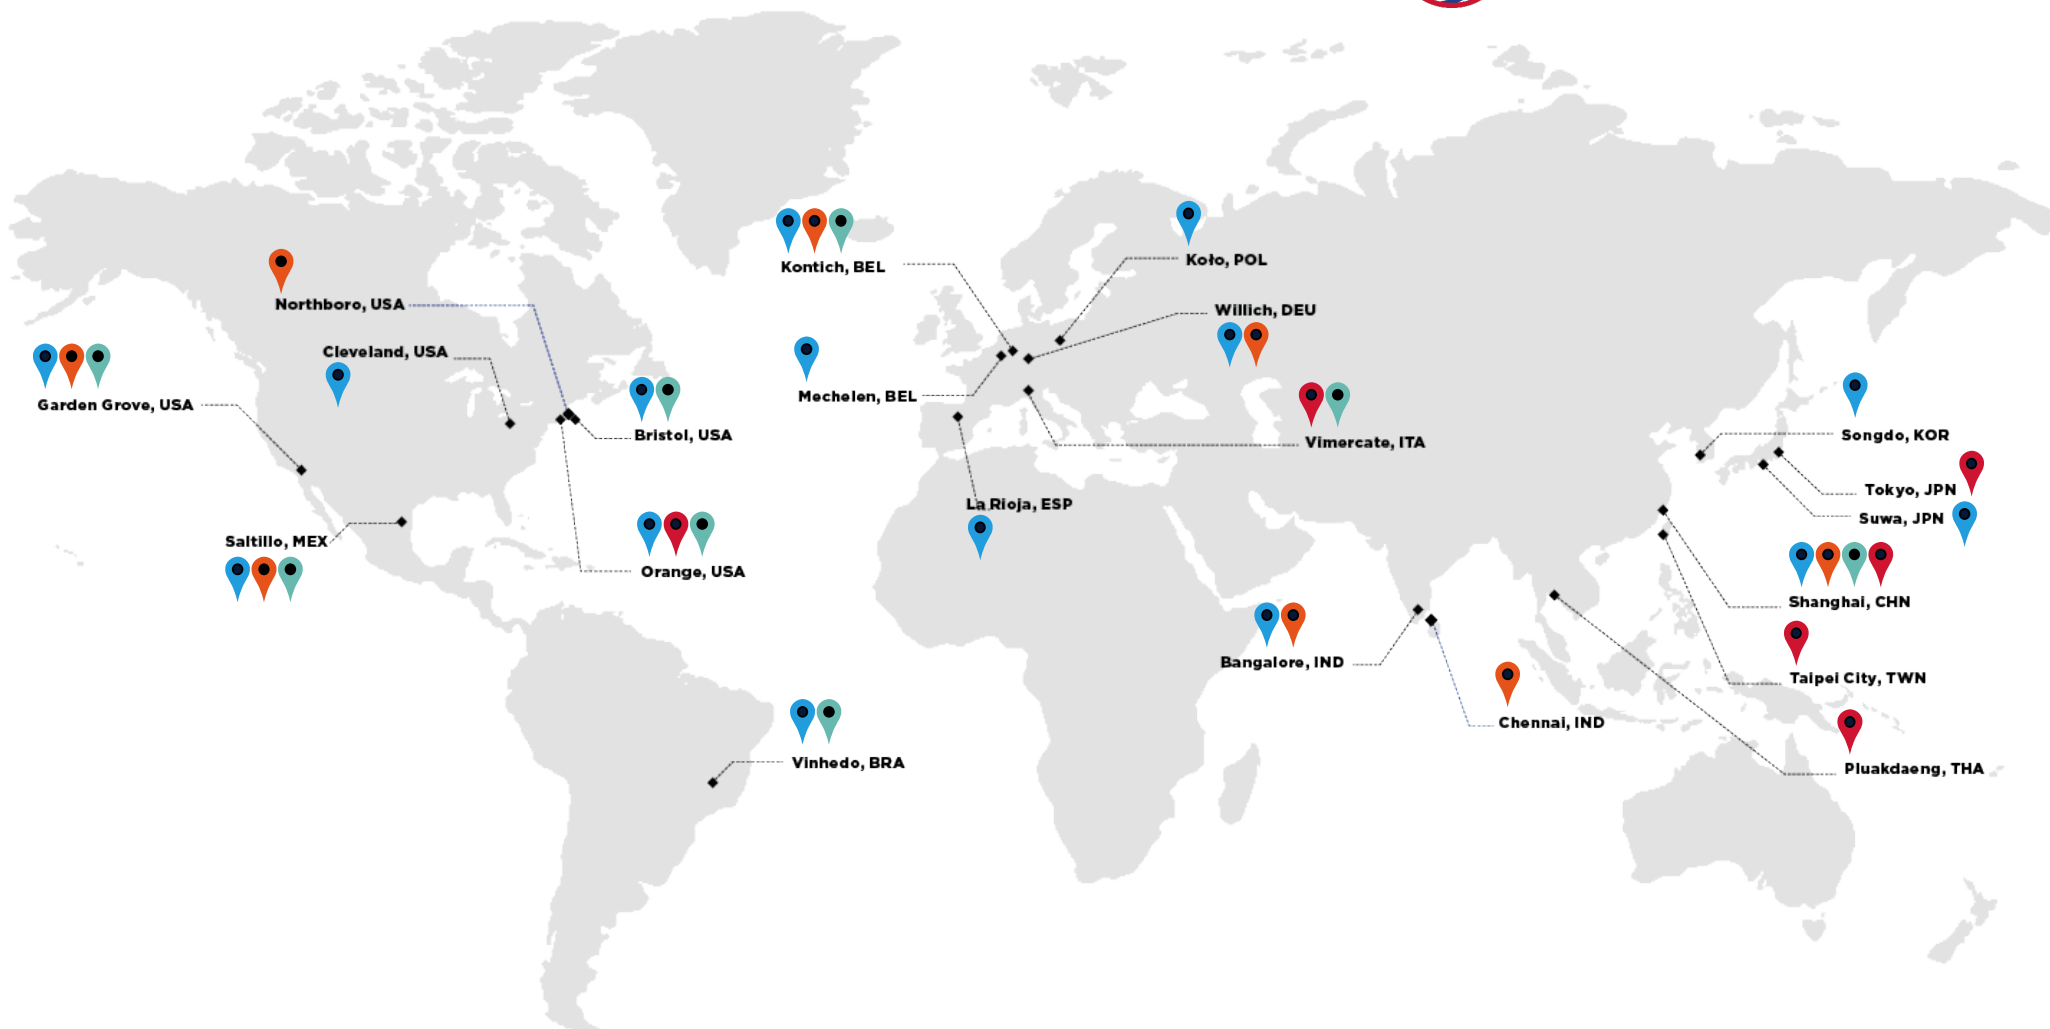 Kontich, BEL
Koło, POL
Northboro, USA
Willich, DEU
Cleveland, USA
Mechelen, BEL
Garden Grove, USA
Bristol, USA
Vimercate, ITA
Songdo, KOR
Tokyo, JPN
La Rioja, ESP
Suwa, JPN
Saltillo, MEX
Orange, USA
Shanghai, CHN
Bangalore, IND
Taipei City, TWN
Chennai, IND
Vinhedo, BRA
Pluakdaeng, THA